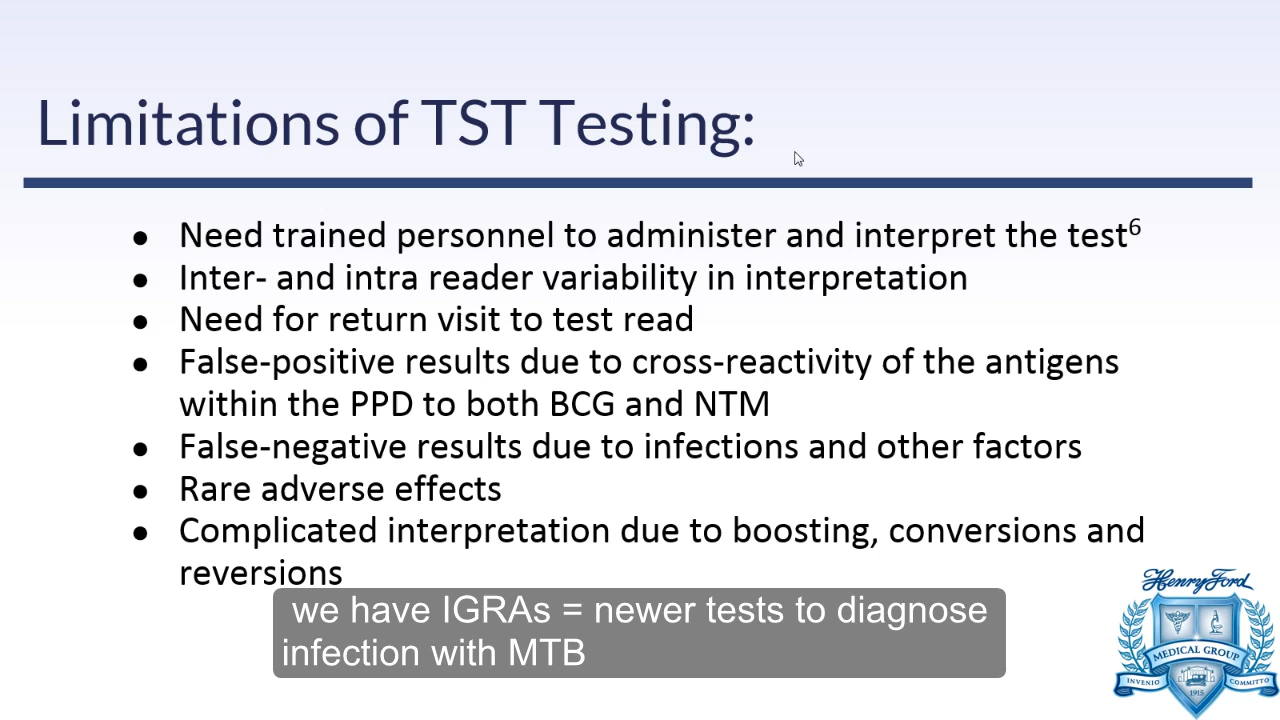 Limitations of TST Testing:
● Need trained personnel to administer and interpret the test⁶
● Inter- and intra reader variability in interpretation
● Need for return visit to test read
● False-positive results due to cross-reactivity of the antigens
within the PPD to both BCG and NTM
● False-negative results due to infections and other factors
● Rare adverse effects
● Complicated interpretation due to boosting, conversions and
reversions
we have IGRAs = newer tests to diagnose
infection with MTB
Henry Ford
MEDICAL GROUP
INVENIO
1915
COMMITTO